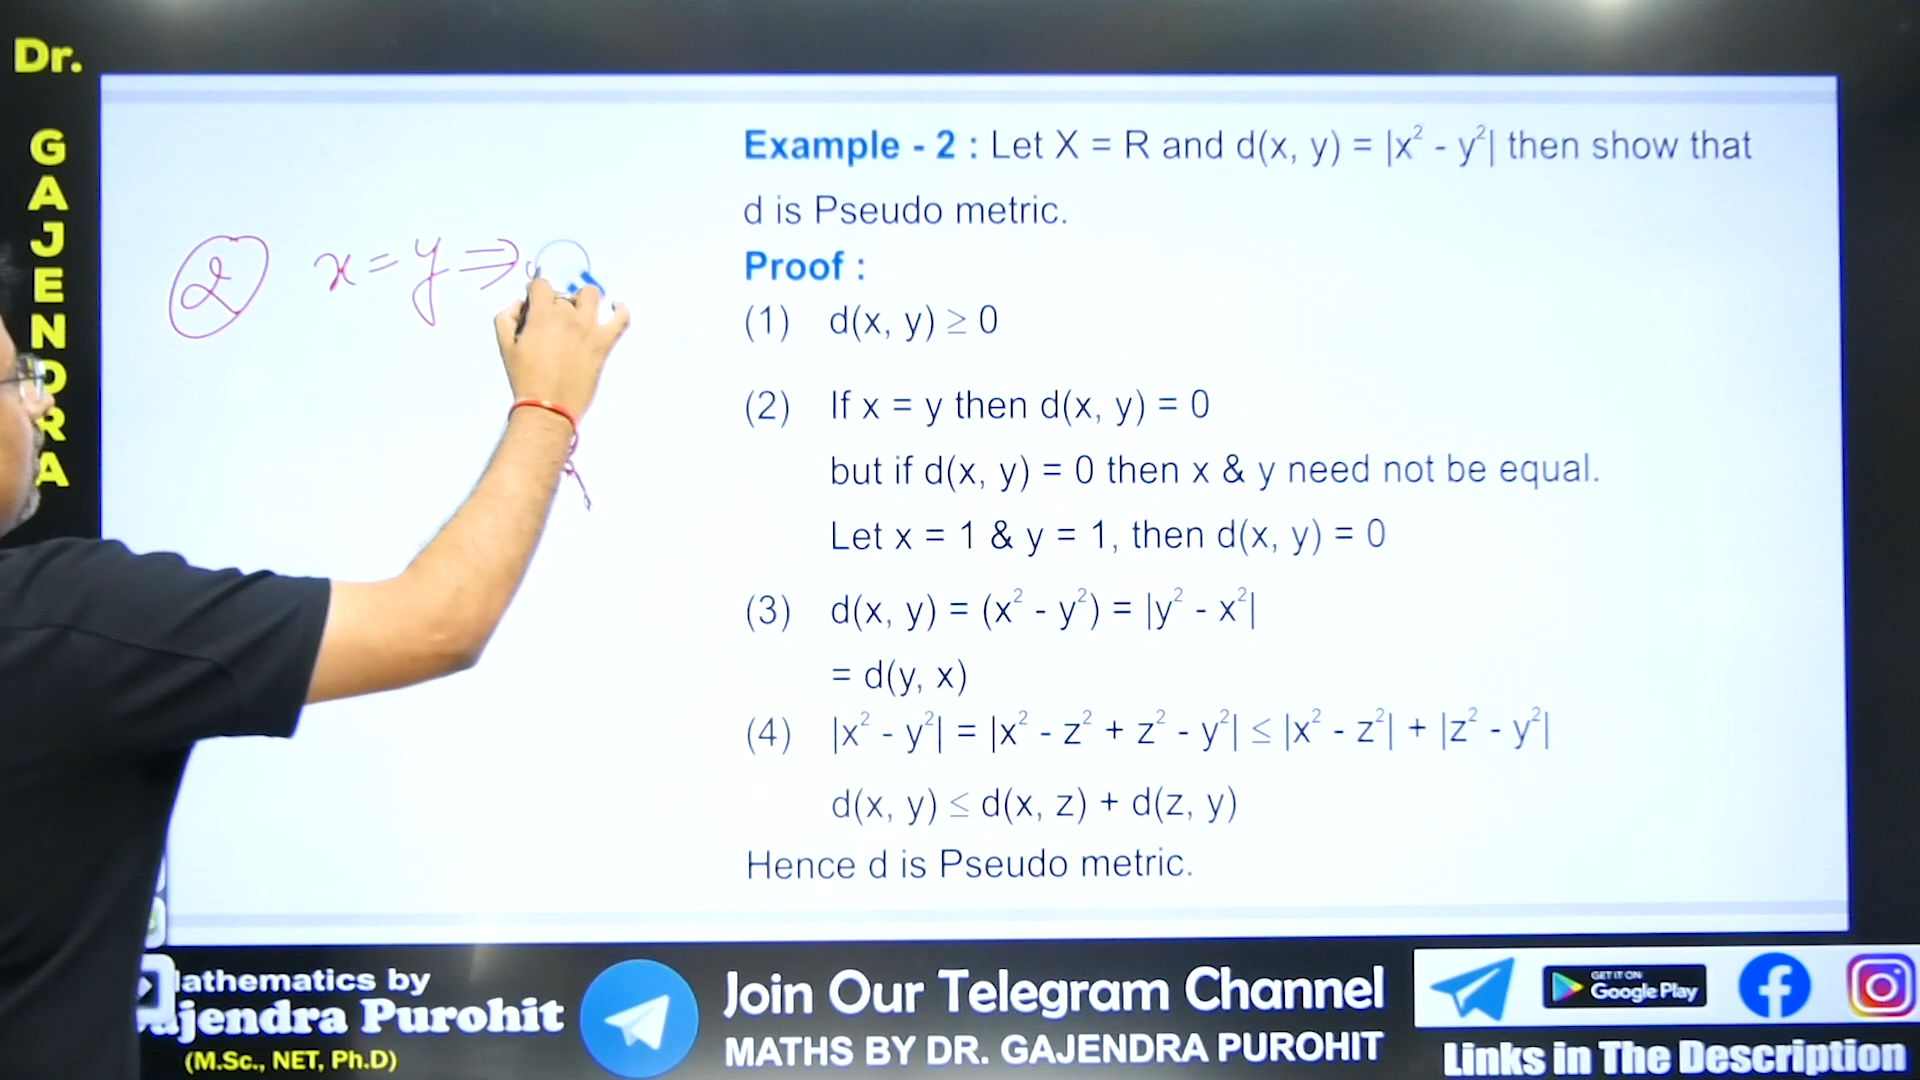 Dr.
GAJENDRA
Example - 2 : Let X = R and d(x, y) = |x² - y²| then show that
d is Pseudo metric.
Proof :
(1) d(x, y) ≥ 0
(2) If x = y then d(x, y) = 0
but if d(x, y) = 0 then x & y need not be equal.
Let x = 1 & y = 1, then d(x, y) = 0
(3) d(x, y) = (x² - y²) = |y² - x²|
= d(y, x)
(4) |x² - y²| = |x² - z² + z² - y²| ≤ |x² - z²| + |z² - y²|
d(x, y) ≤ d(x, z) + d(z, y)
Hence d is Pseudo metric.
② x = y ⇒
athematics by
jendra Purohit
(M.Sc., NET, Ph.D)
Join Our Telegram Channel
MATHS BY DR. GAJENDRA PUROHIT
GET IT ON
Google Play
Links in The Description